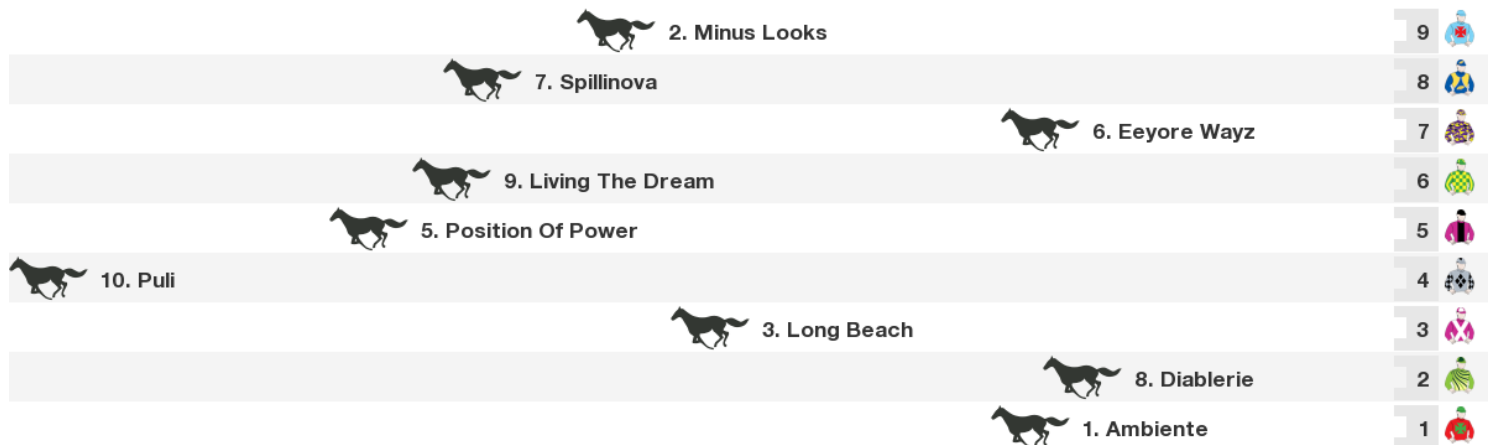 2. Minus Looks 9
7. Spillinova 8
6. Eeyore Wayz 7
9. Living The Dream 6
5. Position Of Power 5
10. Puli 4
3. Long Beach 3
8. Diablerie 2
1. Ambiente 1